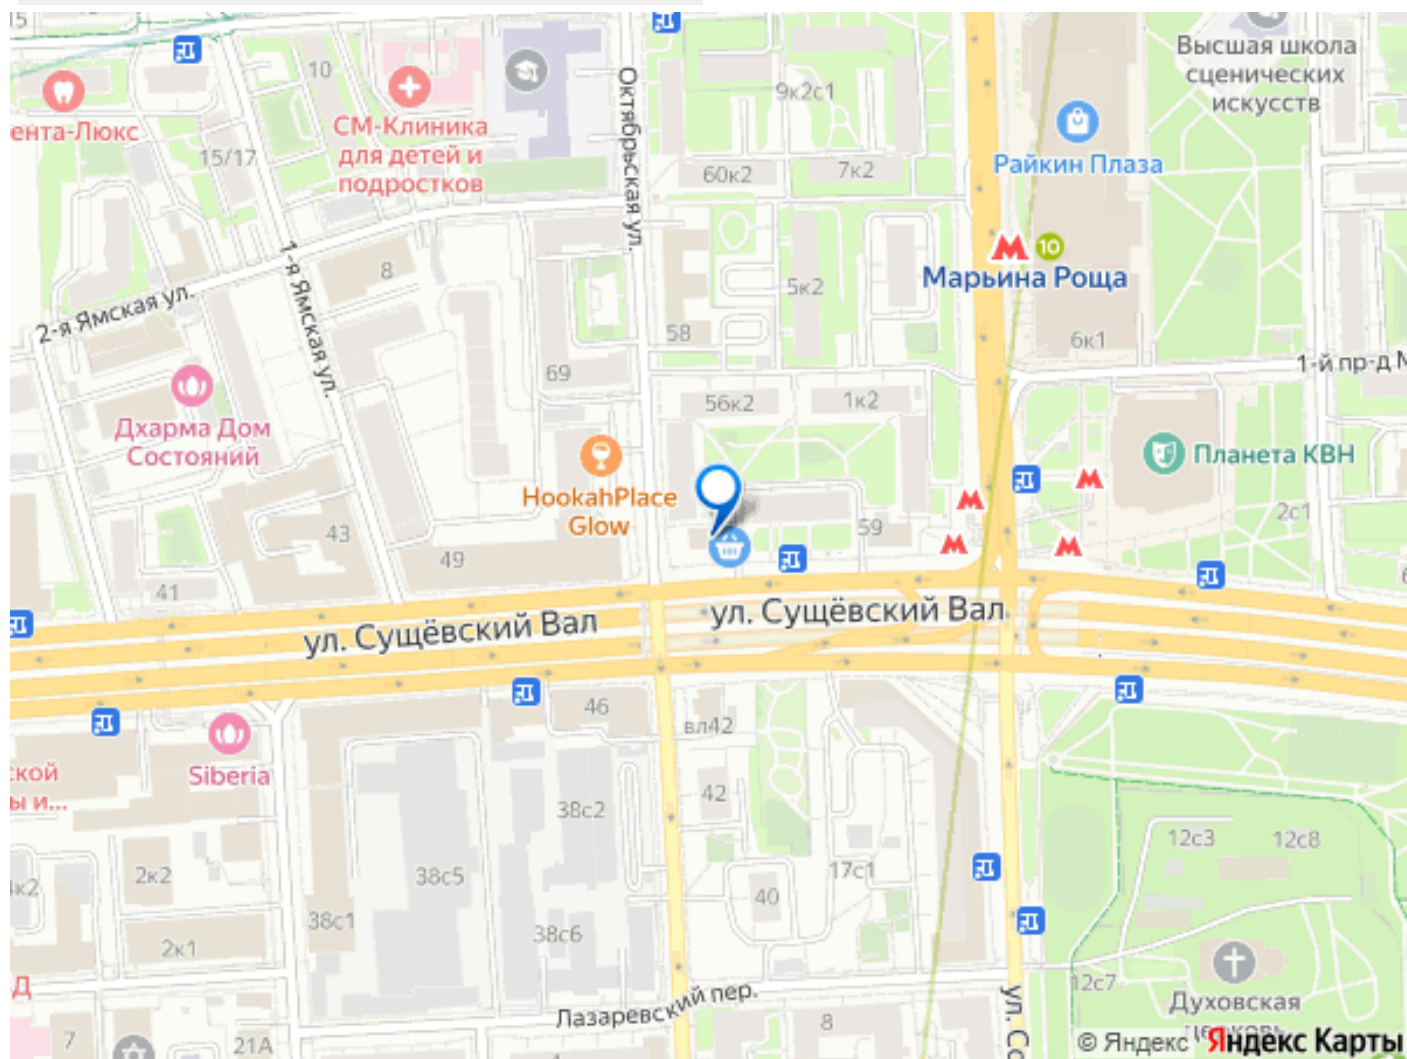 15
Высшая школа
сценических
искусств
10
9к2с1
ента-Люкс
СМ-Клиника
для детей и
подростков
Октябрьская ул.
15/17
60к2
7к2
Райкин Плаза
10
Марьина Роща
1-я Ямская ул.
8
2-я Ямская ул.
5к2
58
6к1
1-й пр-д М
69
56к2
1к2
Дхарма Дом
Состояний
Планета КВН
HookahPlace
Glow
2с1
43
59
49
41
6
ул. Сущёвский Вал
ул. Сущёвский Вал
46
вл42
Siberia
ской
ы и...
42
38с2
12с3
12с8
2к2
38с5
17с1
к2
40
38с1
38с6
2к1
Д
12с7
Лазаревский пер.
ул. Со
Духовская
церковь
7
21А
8
© Яндекс Яндекс Карты